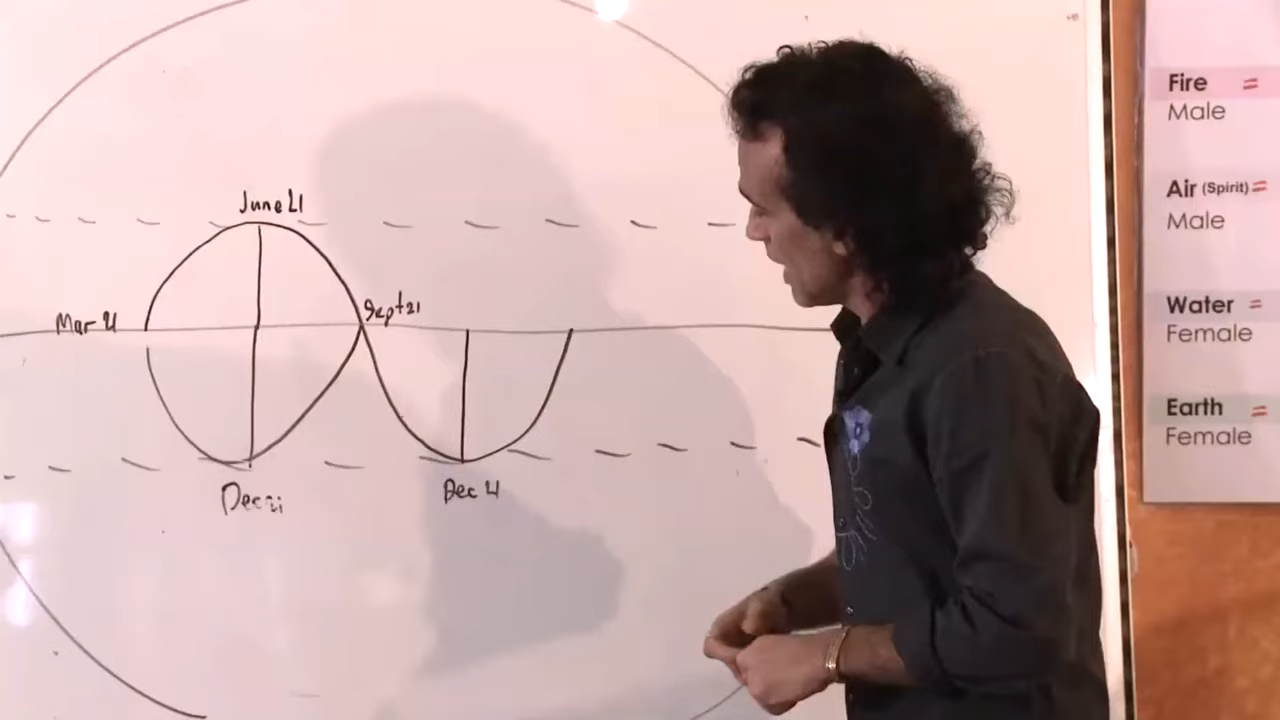 June 21
Mar 21
Sept 21
Dec 21
Dec 21
Fire =
Male
Air (Spirit) =
Male
Water =
Female
Earth =
Female